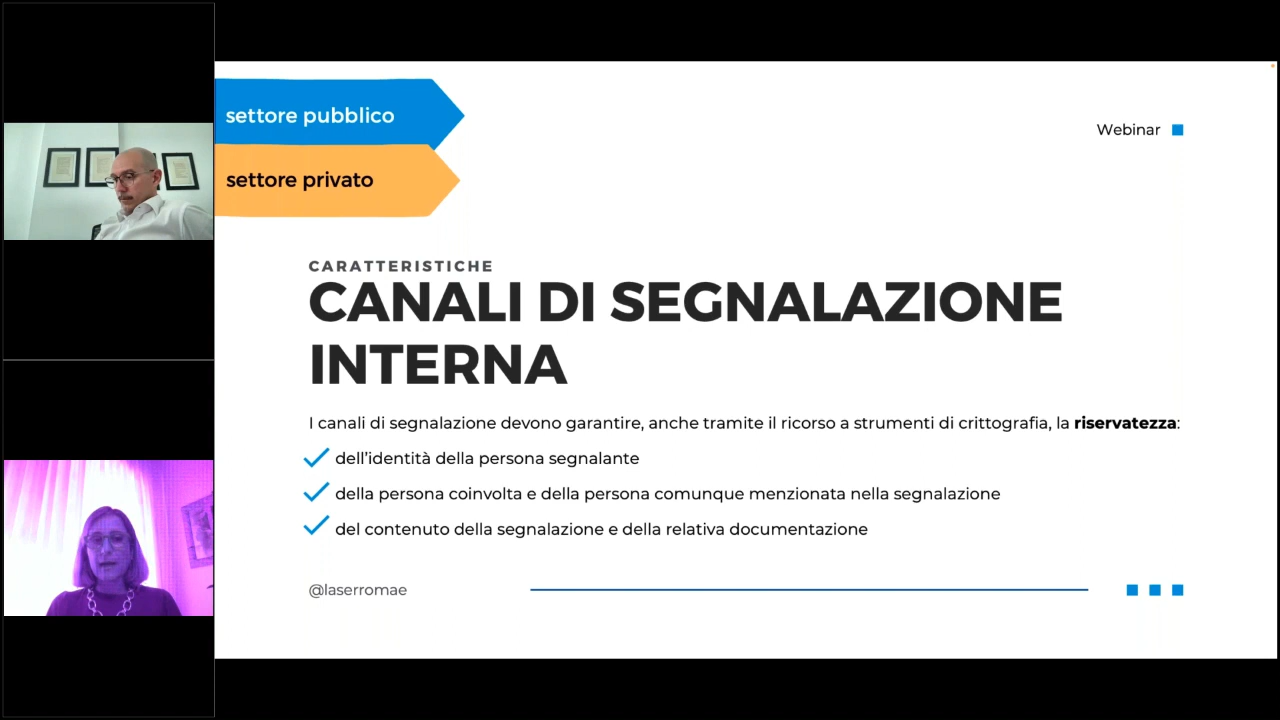 settore pubblico
settore privato
Webinar
CARATTERISTICHE
CANALI DI SEGNALAZIONE
INTERNA
I canali di segnalazione devono garantire, anche tramite il ricorso a strumenti di crittografia, la riservatezza:
dell'identità della persona segnalante
della persona coinvolta e della persona comunque menzionata nella segnalazione
del contenuto della segnalazione e della relativa documentazione
@laserromae